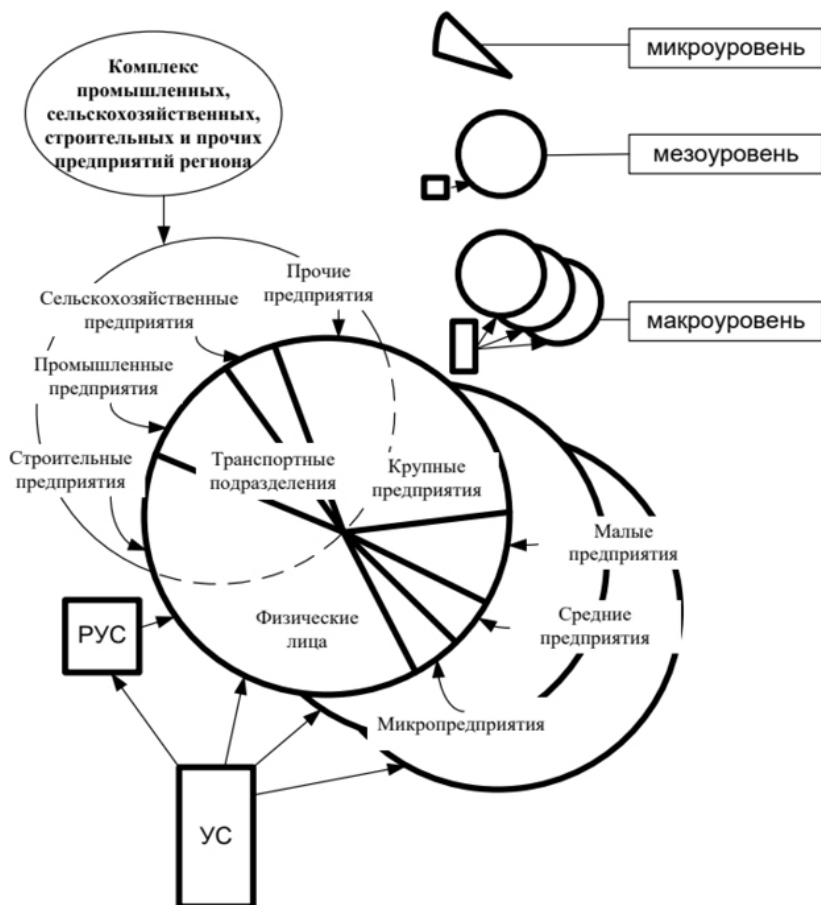 Комплекс
промышленных,
сельскохозяйственных,
строительных и прочих
предприятий региона
микроуровень
мезоуровень
макроуровень
Прочие
предприятия
Сельскохозяйственные
предприятия
Промышленные
предприятия
Строительные
предприятия
Транспортные
подразделения
Крупные
предприятия
Малые
предприятия
Средние
предприятия
Физические
лица
Микропредприятия
РУС
УС